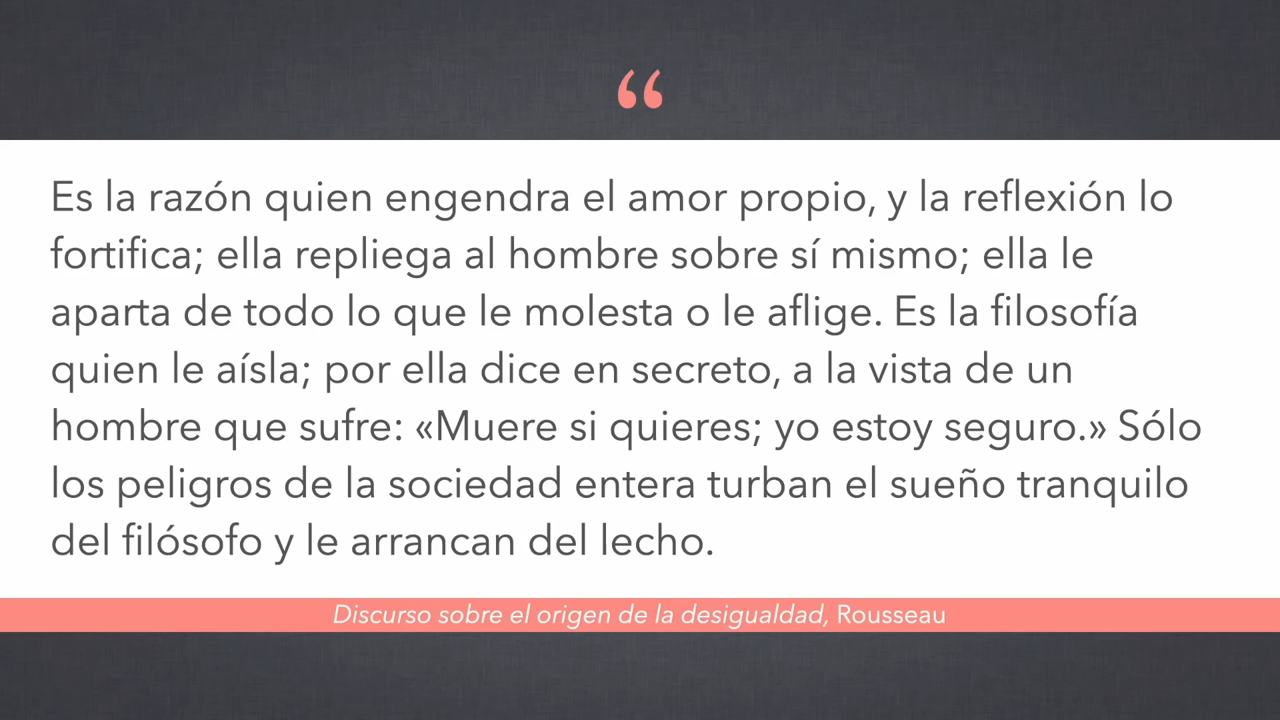 “
Es la razón quien engendra el amor propio, y la reflexión lo
fortifica; ella repliega al hombre sobre sí mismo; ella le
aparta de todo lo que le molesta o le aflige. Es la filosofía
quien le aísla; por ella dice en secreto, a la vista de un
hombre que sufre: «Muere si quieres; yo estoy seguro.» Sólo
los peligros de la sociedad entera turban el sueño tranquilo
del filósofo y le arrancan del lecho.
Discurso sobre el origen de la desigualdad, Rousseau